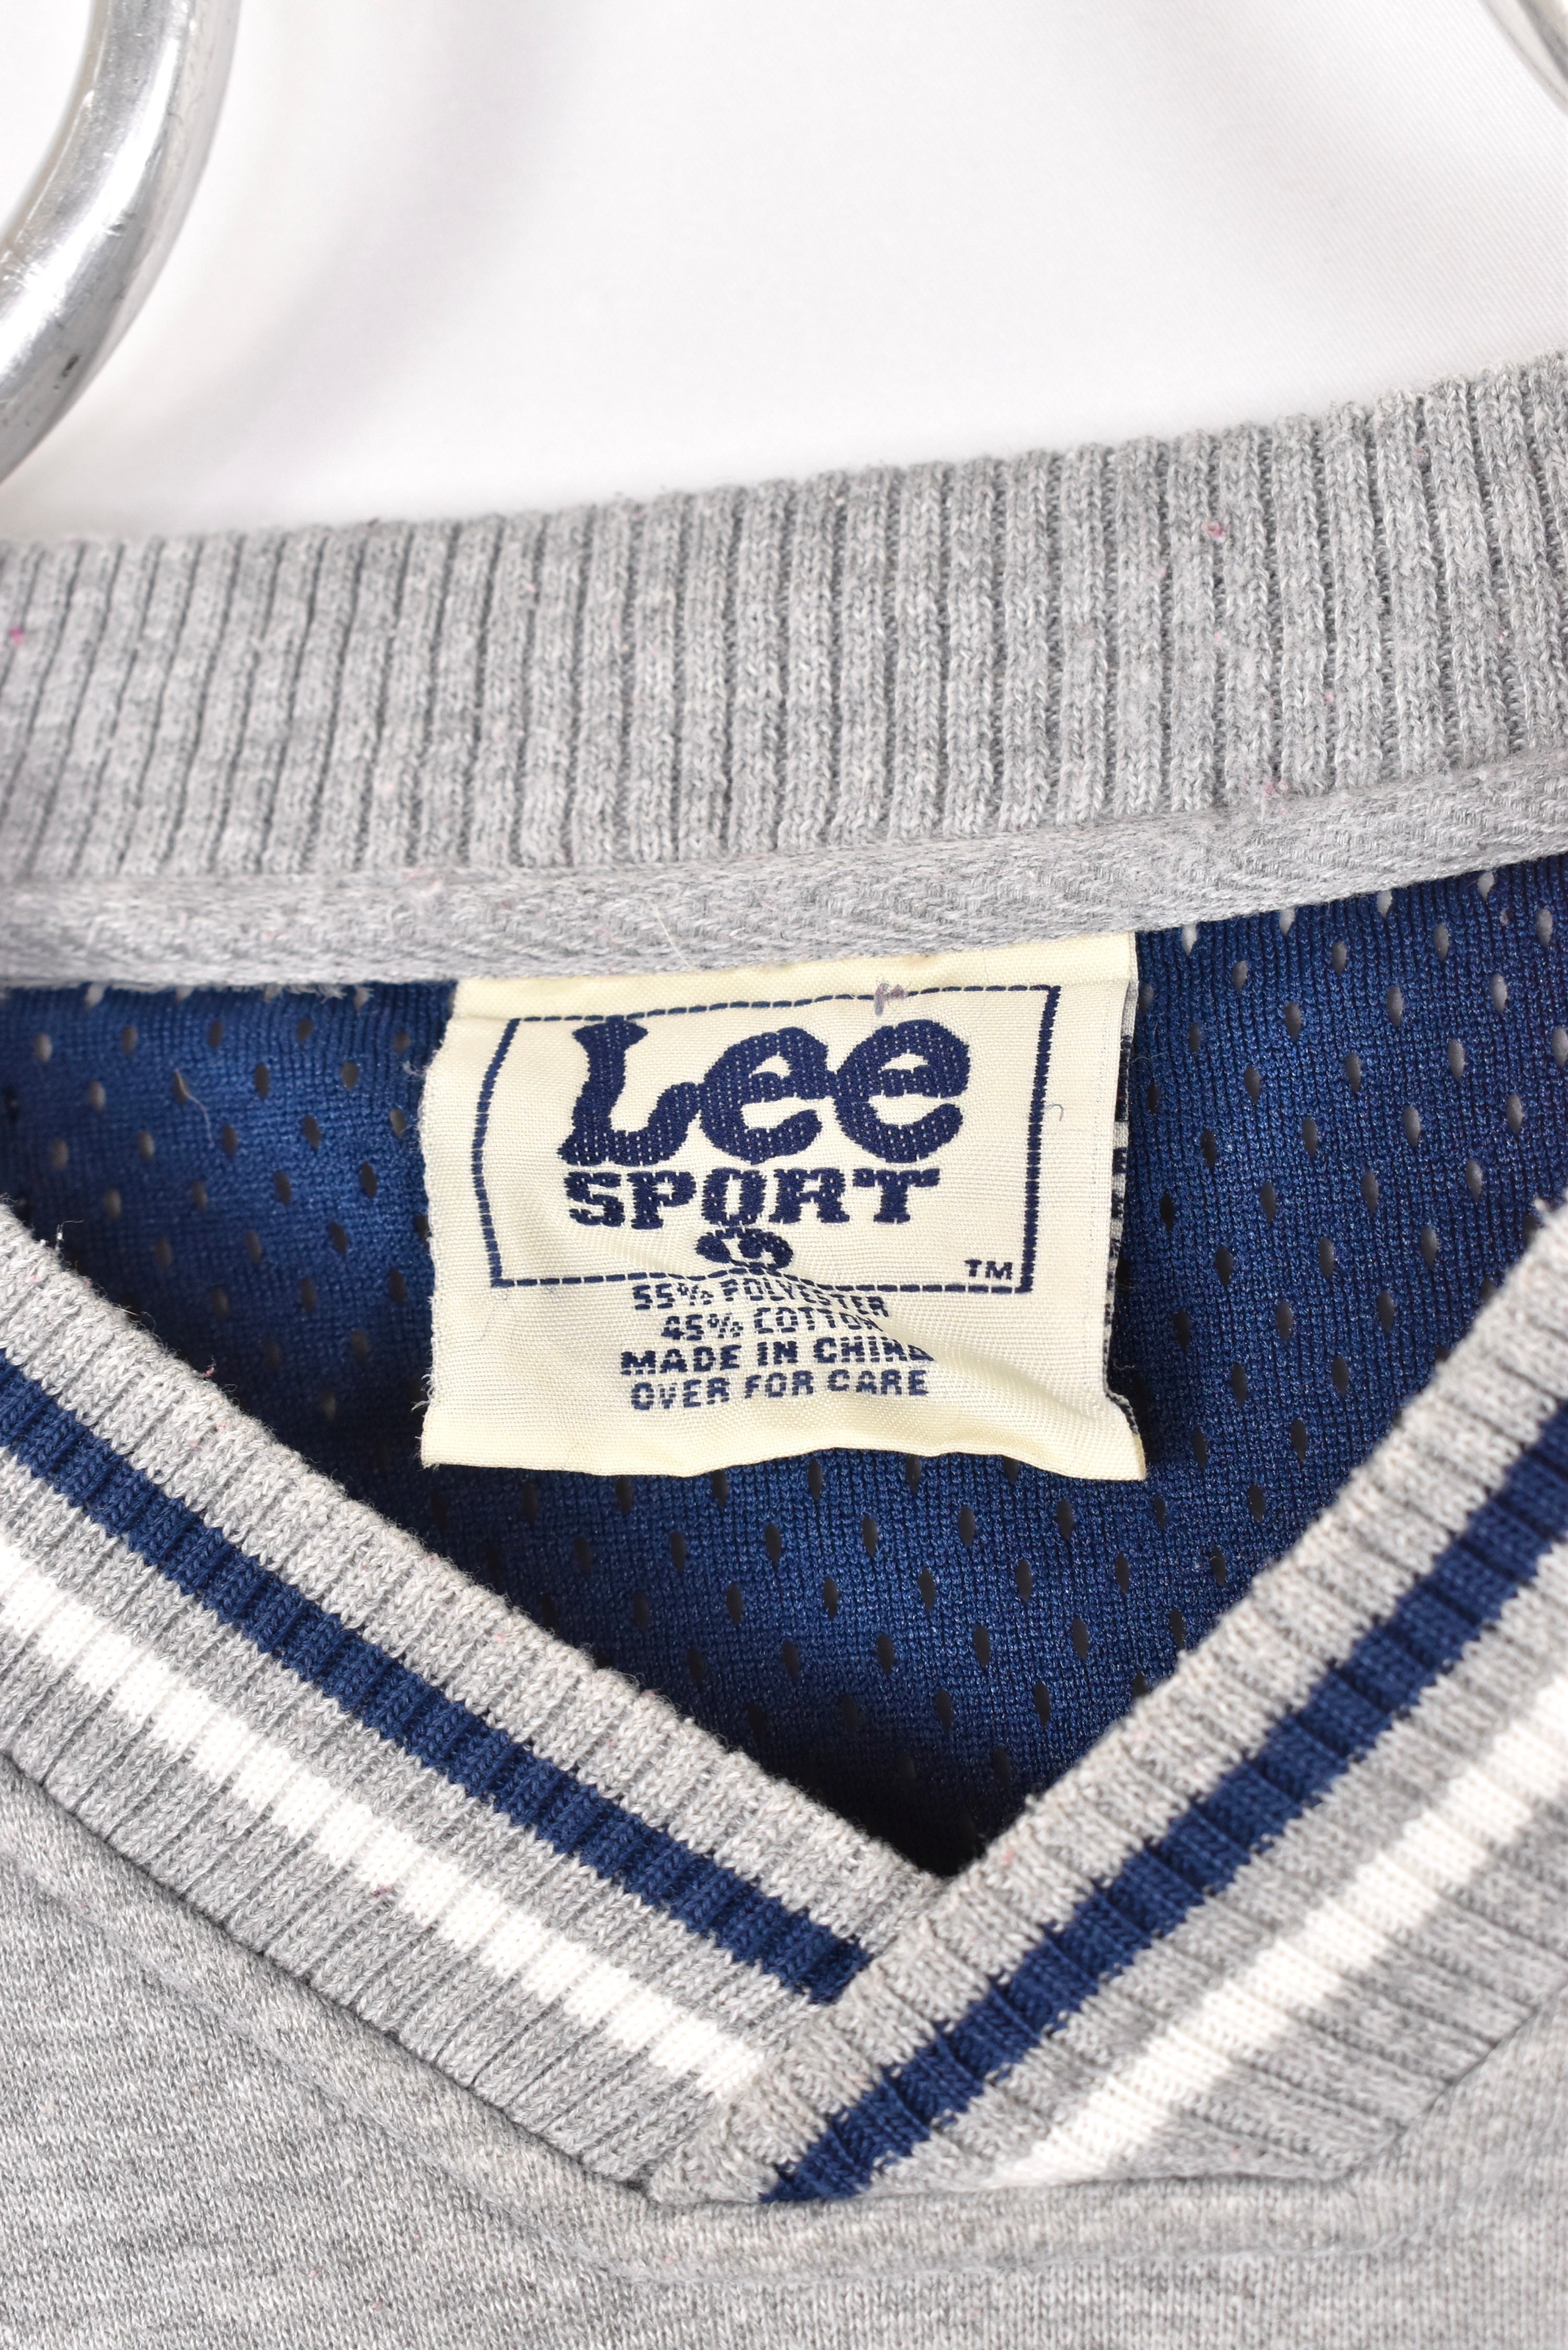 Lee
SPORT
TM
55% POLYESTER
45% COTTON
MADE IN CHINA
OVER FOR CARE